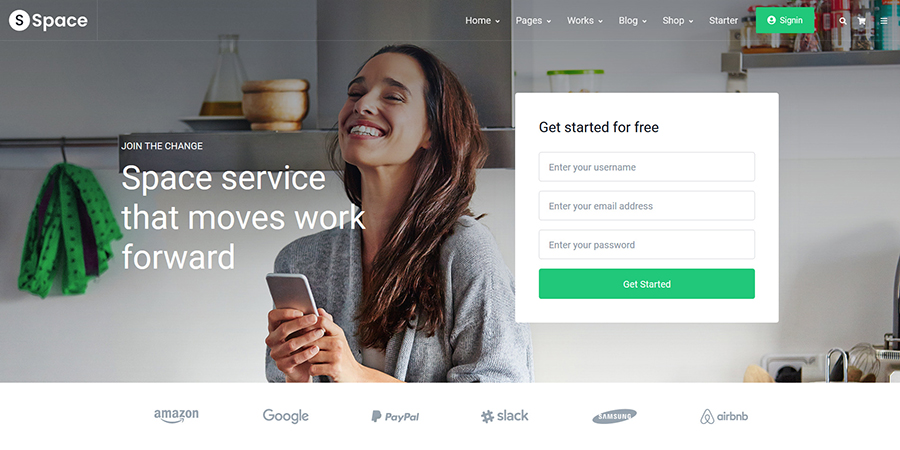 S Space
Home Pages Works Blog Shop Starter Signin
JOIN THE CHANGE
Space service
that moves work
forward
Get started for free
Enter your username
Enter your email address
Enter your password
Get Started
amazon Google PayPal slack SAMSUNG airbnb